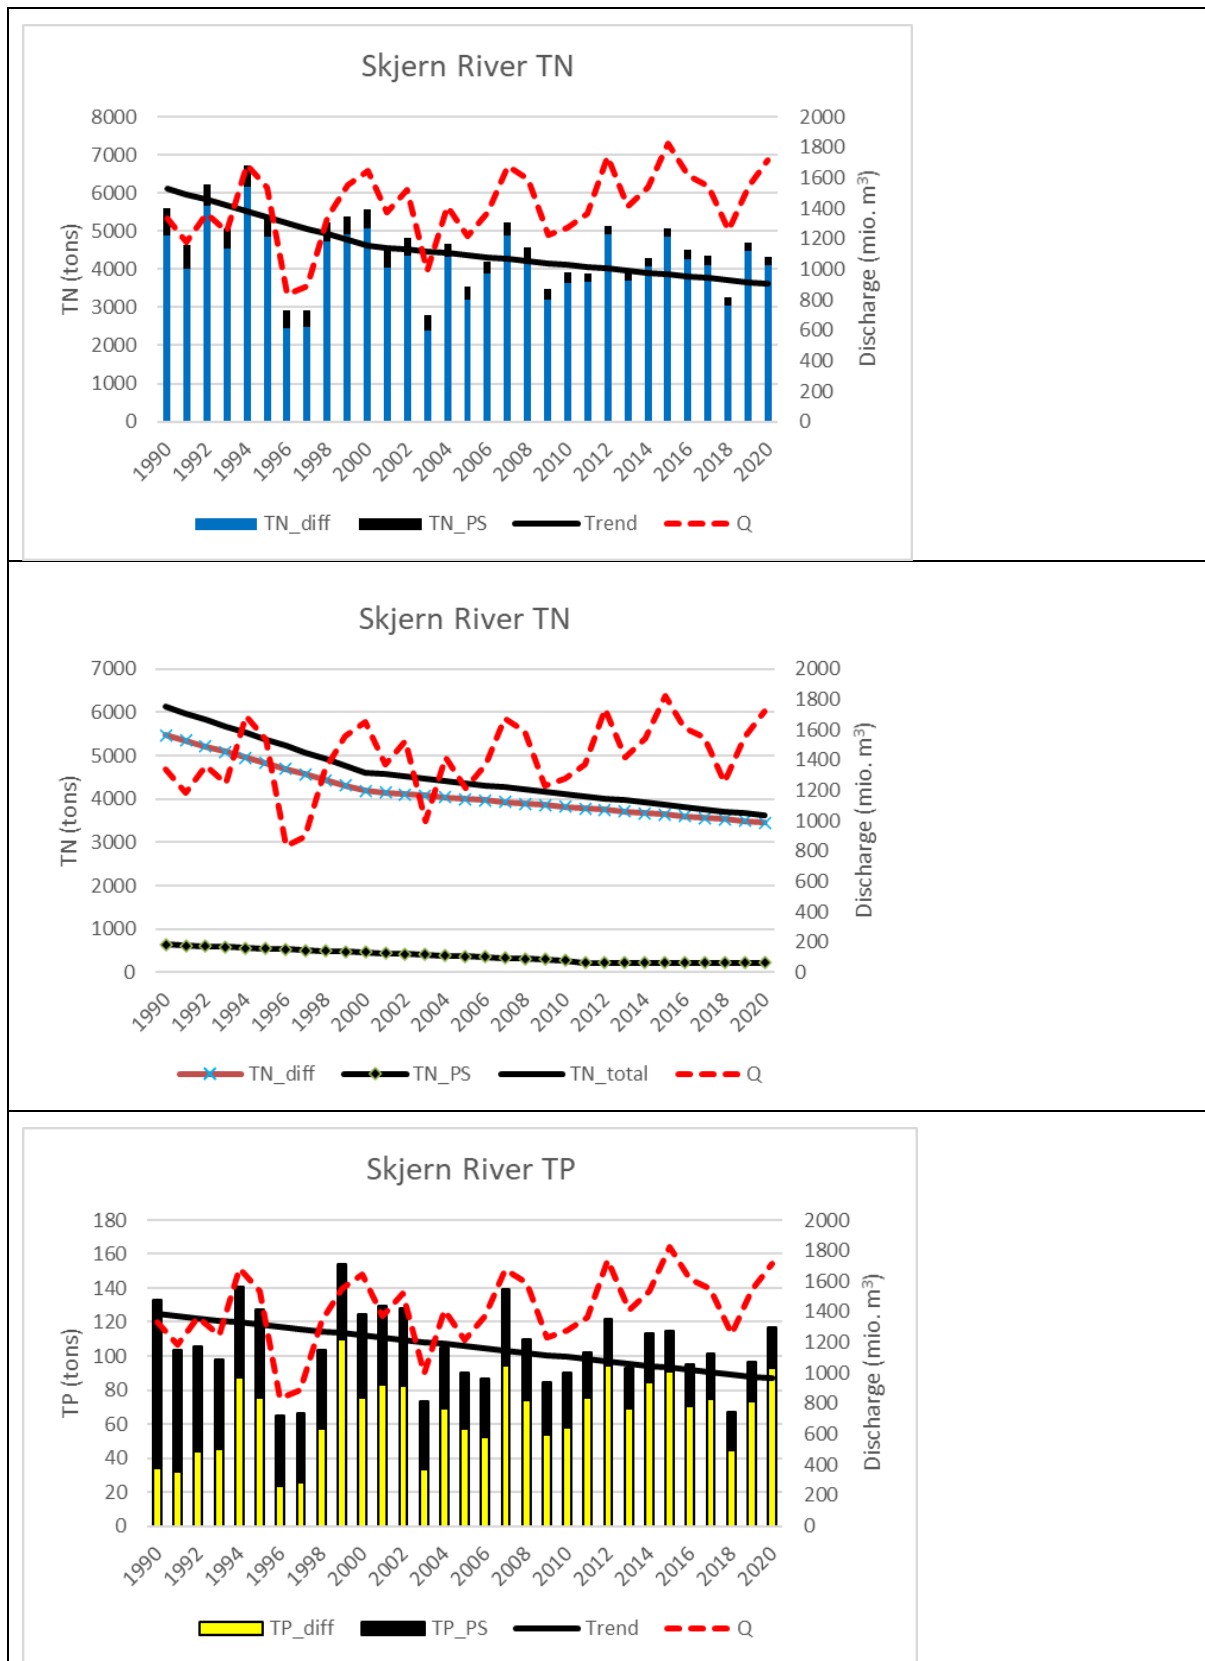 Skjern River TN
8000 2000
7000 1800
6000 1600
5000 1400
4000 1200
3000 1000
2000 800
1000 600
0 400
200
0
TN (tons)
Discharge (mio. m³)
1990 1992 1994 1996 1998 2000 2002 2004 2006 2008 2010 2012 2014 2016 2018 2020
TN_diff TN_PS Trend Q
Skjern River TN
7000 2000
6000 1800
5000 1600
4000 1400
3000 1200
2000 1000
1000 800
0 600
400
200
0
TN (tons)
Discharge (mio. m³)
1990 1992 1994 1996 1998 2000 2002 2004 2006 2008 2010 2012 2014 2016 2018 2020
TN_diff TN_PS TN_total Q
Skjern River TP
180 2000
160 1800
140 1600
120 1400
100 1200
80 1000
60 800
40 600
20 400
0 200
0
TP (tons)
Discharge (mio. m³)
1990 1992 1994 1996 1998 2000 2002 2004 2006 2008 2010 2012 2014 2016 2018 2020
TP_diff TP_PS Trend Q